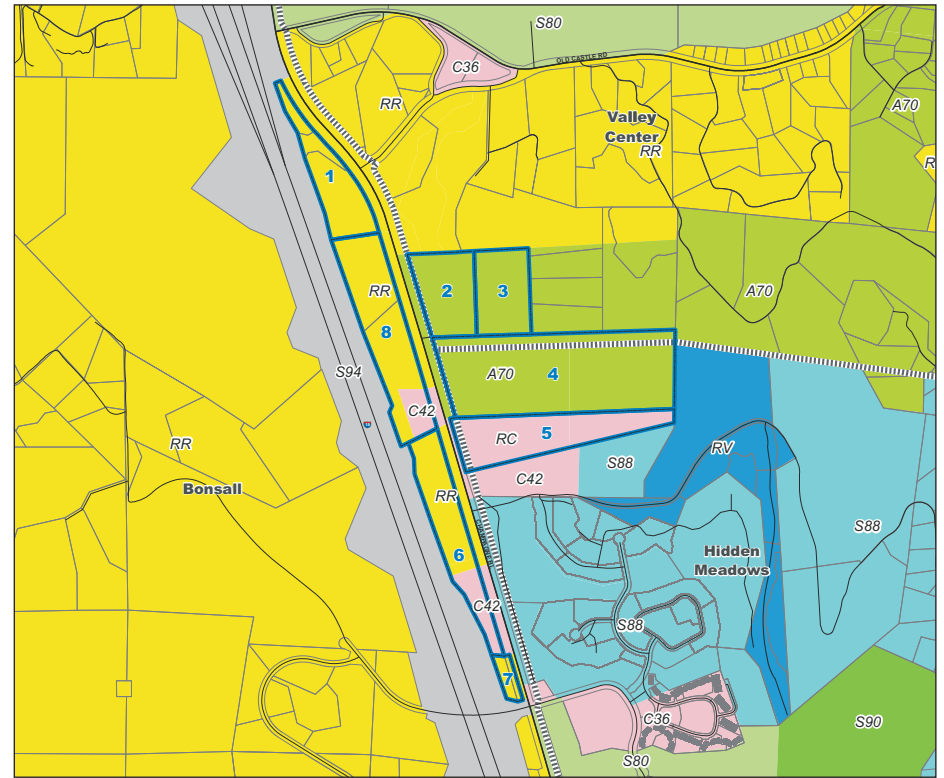 S80
OLD CASTLE RD
C36
RR
A70
Valley
Center
RR
R
1
2
3
RR
A70
8
S94
A70
4
C42
RC
5
RV
S88
RR
C42
Bonsall
RR
S88
6
Hidden
Meadows
C42
S88
7
C36
S90
S80